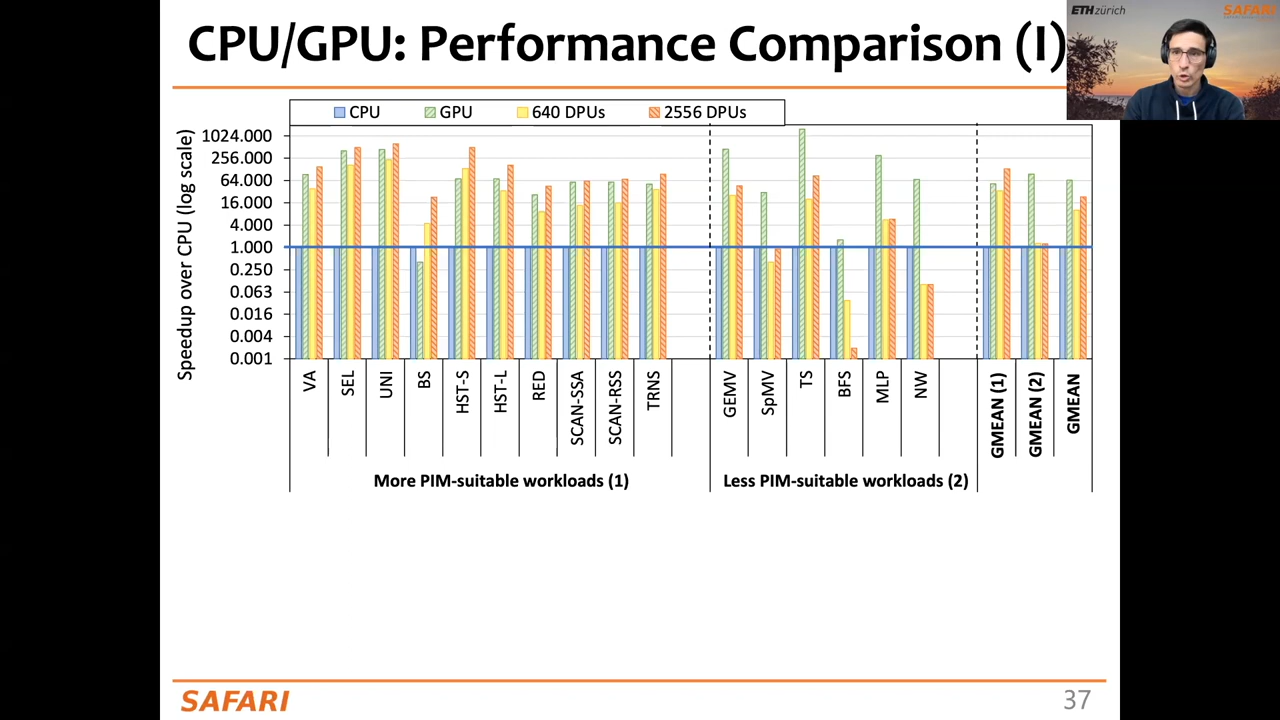 CPU/GPU: Performance Comparison (I)
ETH zürich
SAFARI
CPU
GPU
640 DPUs
2556 DPUs
Speedup over CPU (log scale)
1024.000
256.000
64.000
16.000
4.000
1.000
0.250
0.063
0.016
0.004
0.001
VA
SEL
UNI
BS
HST-S
HST-L
RED
SCAN-SSA
SCAN-RSS
TRNS
GEMV
SpMV
TS
BFS
MLP
NW
GMEAN (1)
GMEAN (2)
GMEAN
More PIM-suitable workloads (1)
Less PIM-suitable workloads (2)
SAFARI
37